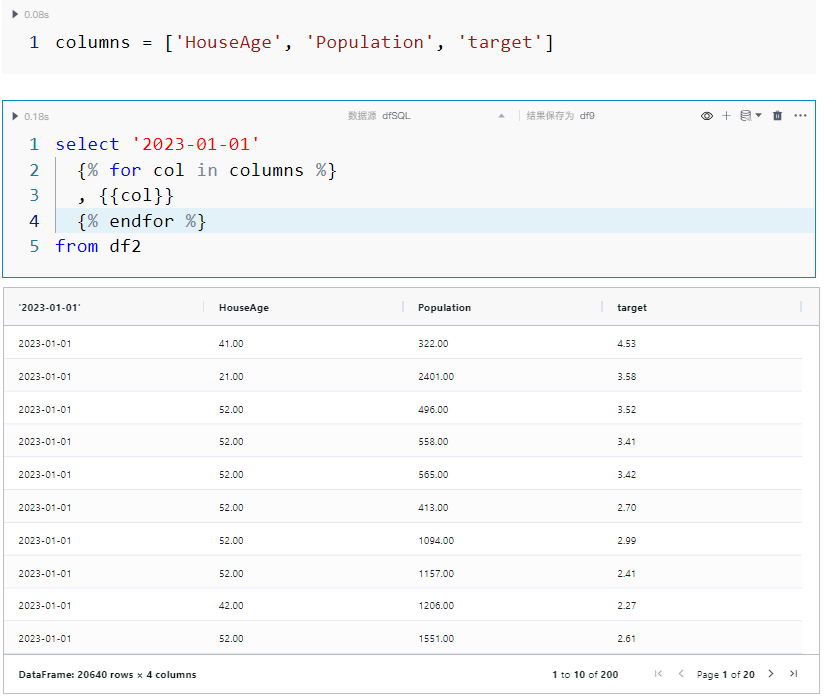 0.08s
1 columns = ['HouseAge', 'Population', 'target']
0.18s 数据源 dfSQL 结果保存为 df9
1 select '2023-01-01'
2 {% for col in columns %}
3 , {{col}}
4 {% endfor %}
5 from df2
'2023-01-01' HouseAge Population target
2023-01-01 41.00 322.00 4.53
2023-01-01 21.00 2401.00 3.58
2023-01-01 52.00 496.00 3.52
2023-01-01 52.00 558.00 3.41
2023-01-01 52.00 565.00 3.42
2023-01-01 52.00 413.00 2.70
2023-01-01 52.00 1094.00 2.99
2023-01-01 52.00 1157.00 2.41
2023-01-01 42.00 1206.00 2.27
2023-01-01 52.00 1551.00 2.61
DataFrame: 20640 rows × 4 columns 1 to 10 of 200 Page 1 of 20